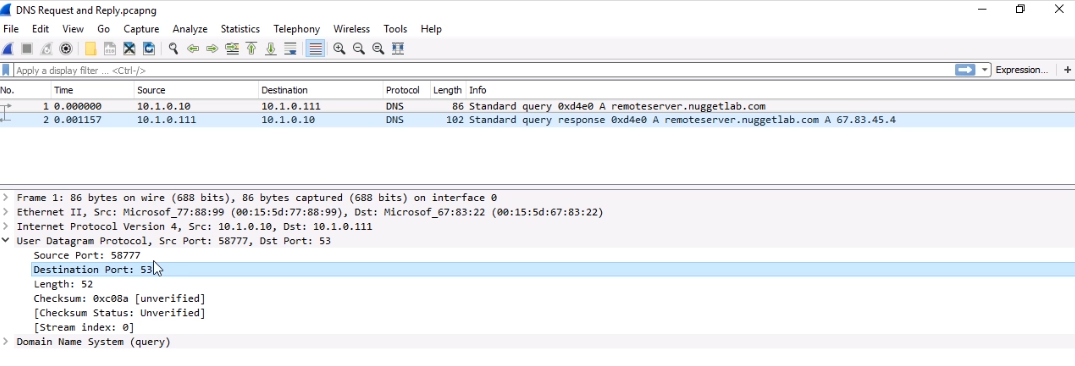 DNS Request and Reply.pcapng
File Edit View Go Capture Analyze Statistics Telephony Wireless Tools Help
Apply a display filter ... <Ctrl-/> Expression... +
No. Time Source Destination Protocol Length Info
1 0.000000 10.1.0.10 10.1.0.111 DNS 86 Standard query 0xd4e0 A remoteserver.nuggetlab.com
2 0.001157 10.1.0.111 10.1.0.10 DNS 102 Standard query response 0xd4e0 A remoteserver.nuggetlab.com A 67.83.45.4
Frame 1: 86 bytes on wire (688 bits), 86 bytes captured (688 bits) on interface 0
Ethernet II, Src: Microsof_77:88:99 (00:15:5d:77:88:99), Dst: Microsof_67:83:22 (00:15:5d:67:83:22)
Internet Protocol Version 4, Src: 10.1.0.10, Dst: 10.1.0.111
User Datagram Protocol, Src Port: 58777, Dst Port: 53
Source Port: 58777
Destination Port: 53
Length: 52
Checksum: 0xc08a [unverified]
[Checksum Status: Unverified]
[Stream index: 0]
Domain Name System (query)